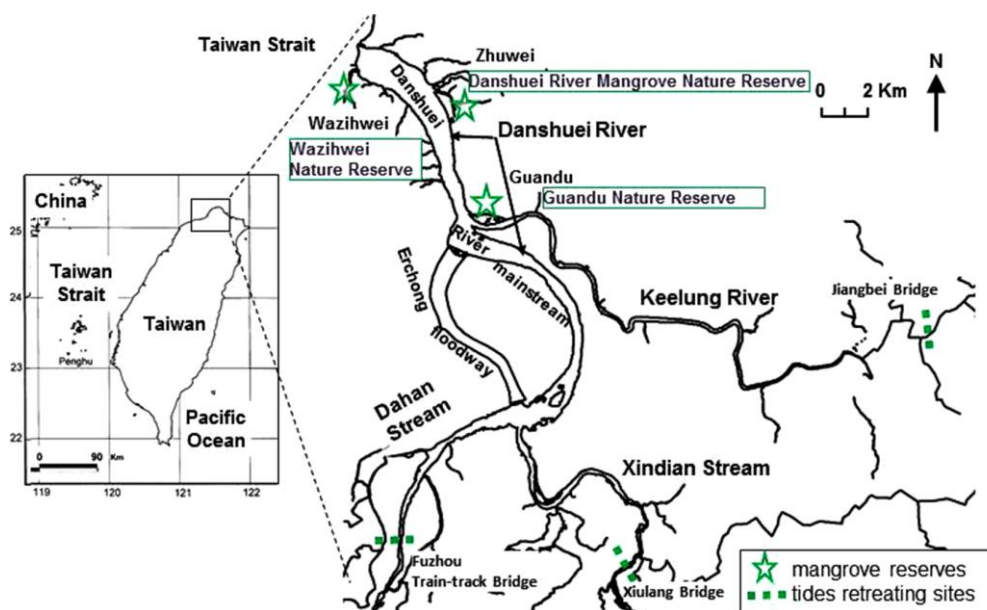 Taiwan Strait
Zhuwei
Danshuei River Mangrove Nature Reserve
N
0 2 Km
Danshuei
Wazihwei
Danshuei River
Wazihwei
Nature Reserve
Guandu
Guandu Nature Reserve
China
25
Taiwan
Strait
24
Taiwan
Penghu
23
Pacific
Ocean
22
0 90 Km
119 120 121 122
River
mainstream
Erchong
floodway
Keelung River
Jiangbei Bridge
Dahan
Stream
Xindian Stream
Fuzhou
Train-track Bridge
Xiulang Bridge
mangrove reserves
tides retreating sites